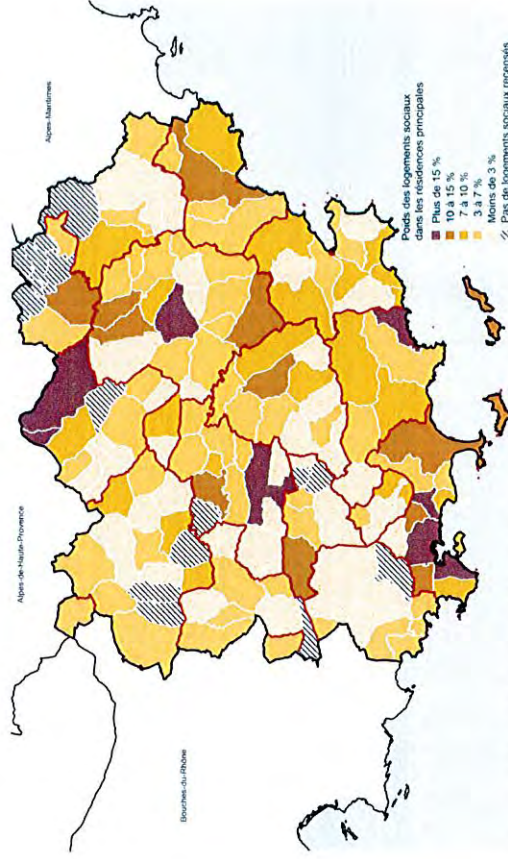 Alpes-Maritimes
Alpes-de-Haute-Provence
Bouches-du-Rhône
Poids des logements sociaux
dans les résidences principales
Plus de 15 %
10 à 15 %
7 à 10 %
3 à 7 %
Moins de 3 %
Pas de logements sociaux recensés